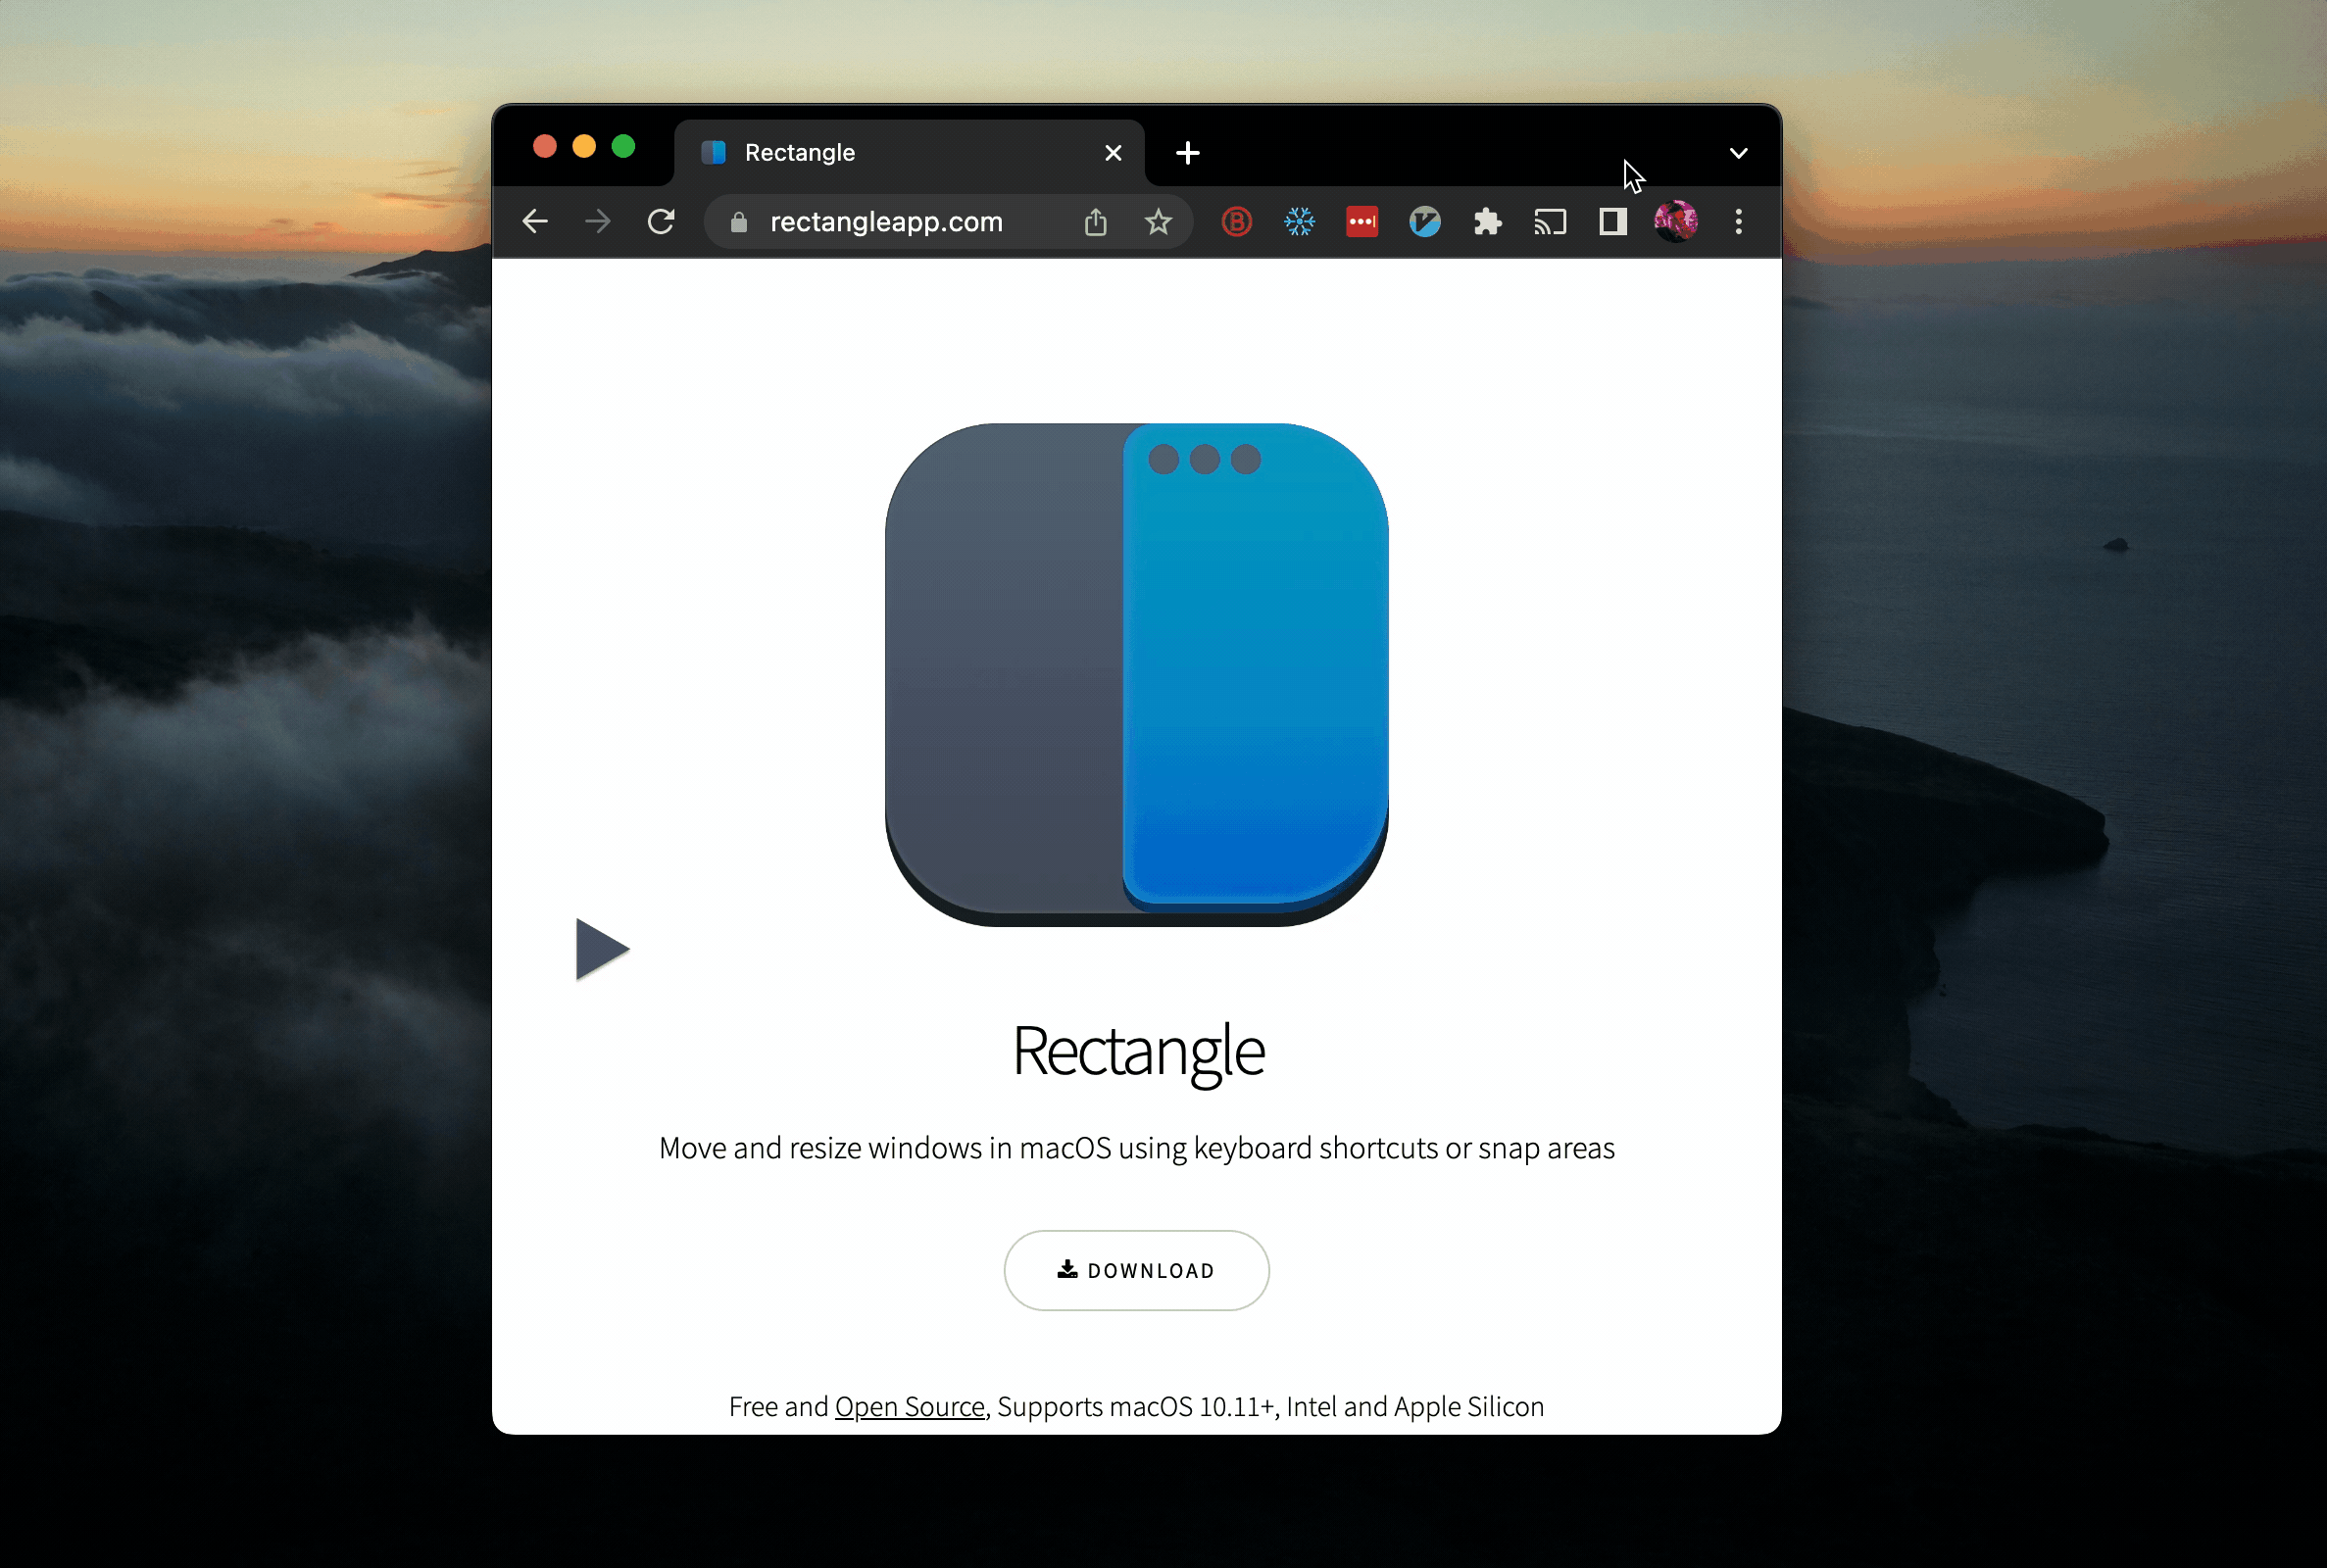 Rectangle
rectangleapp.com
Rectangle
Move and resize windows in macOS using keyboard shortcuts or snap areas
DOWNLOAD
Free and Open Source, Supports macOS 10.11+, Intel and Apple Silicon